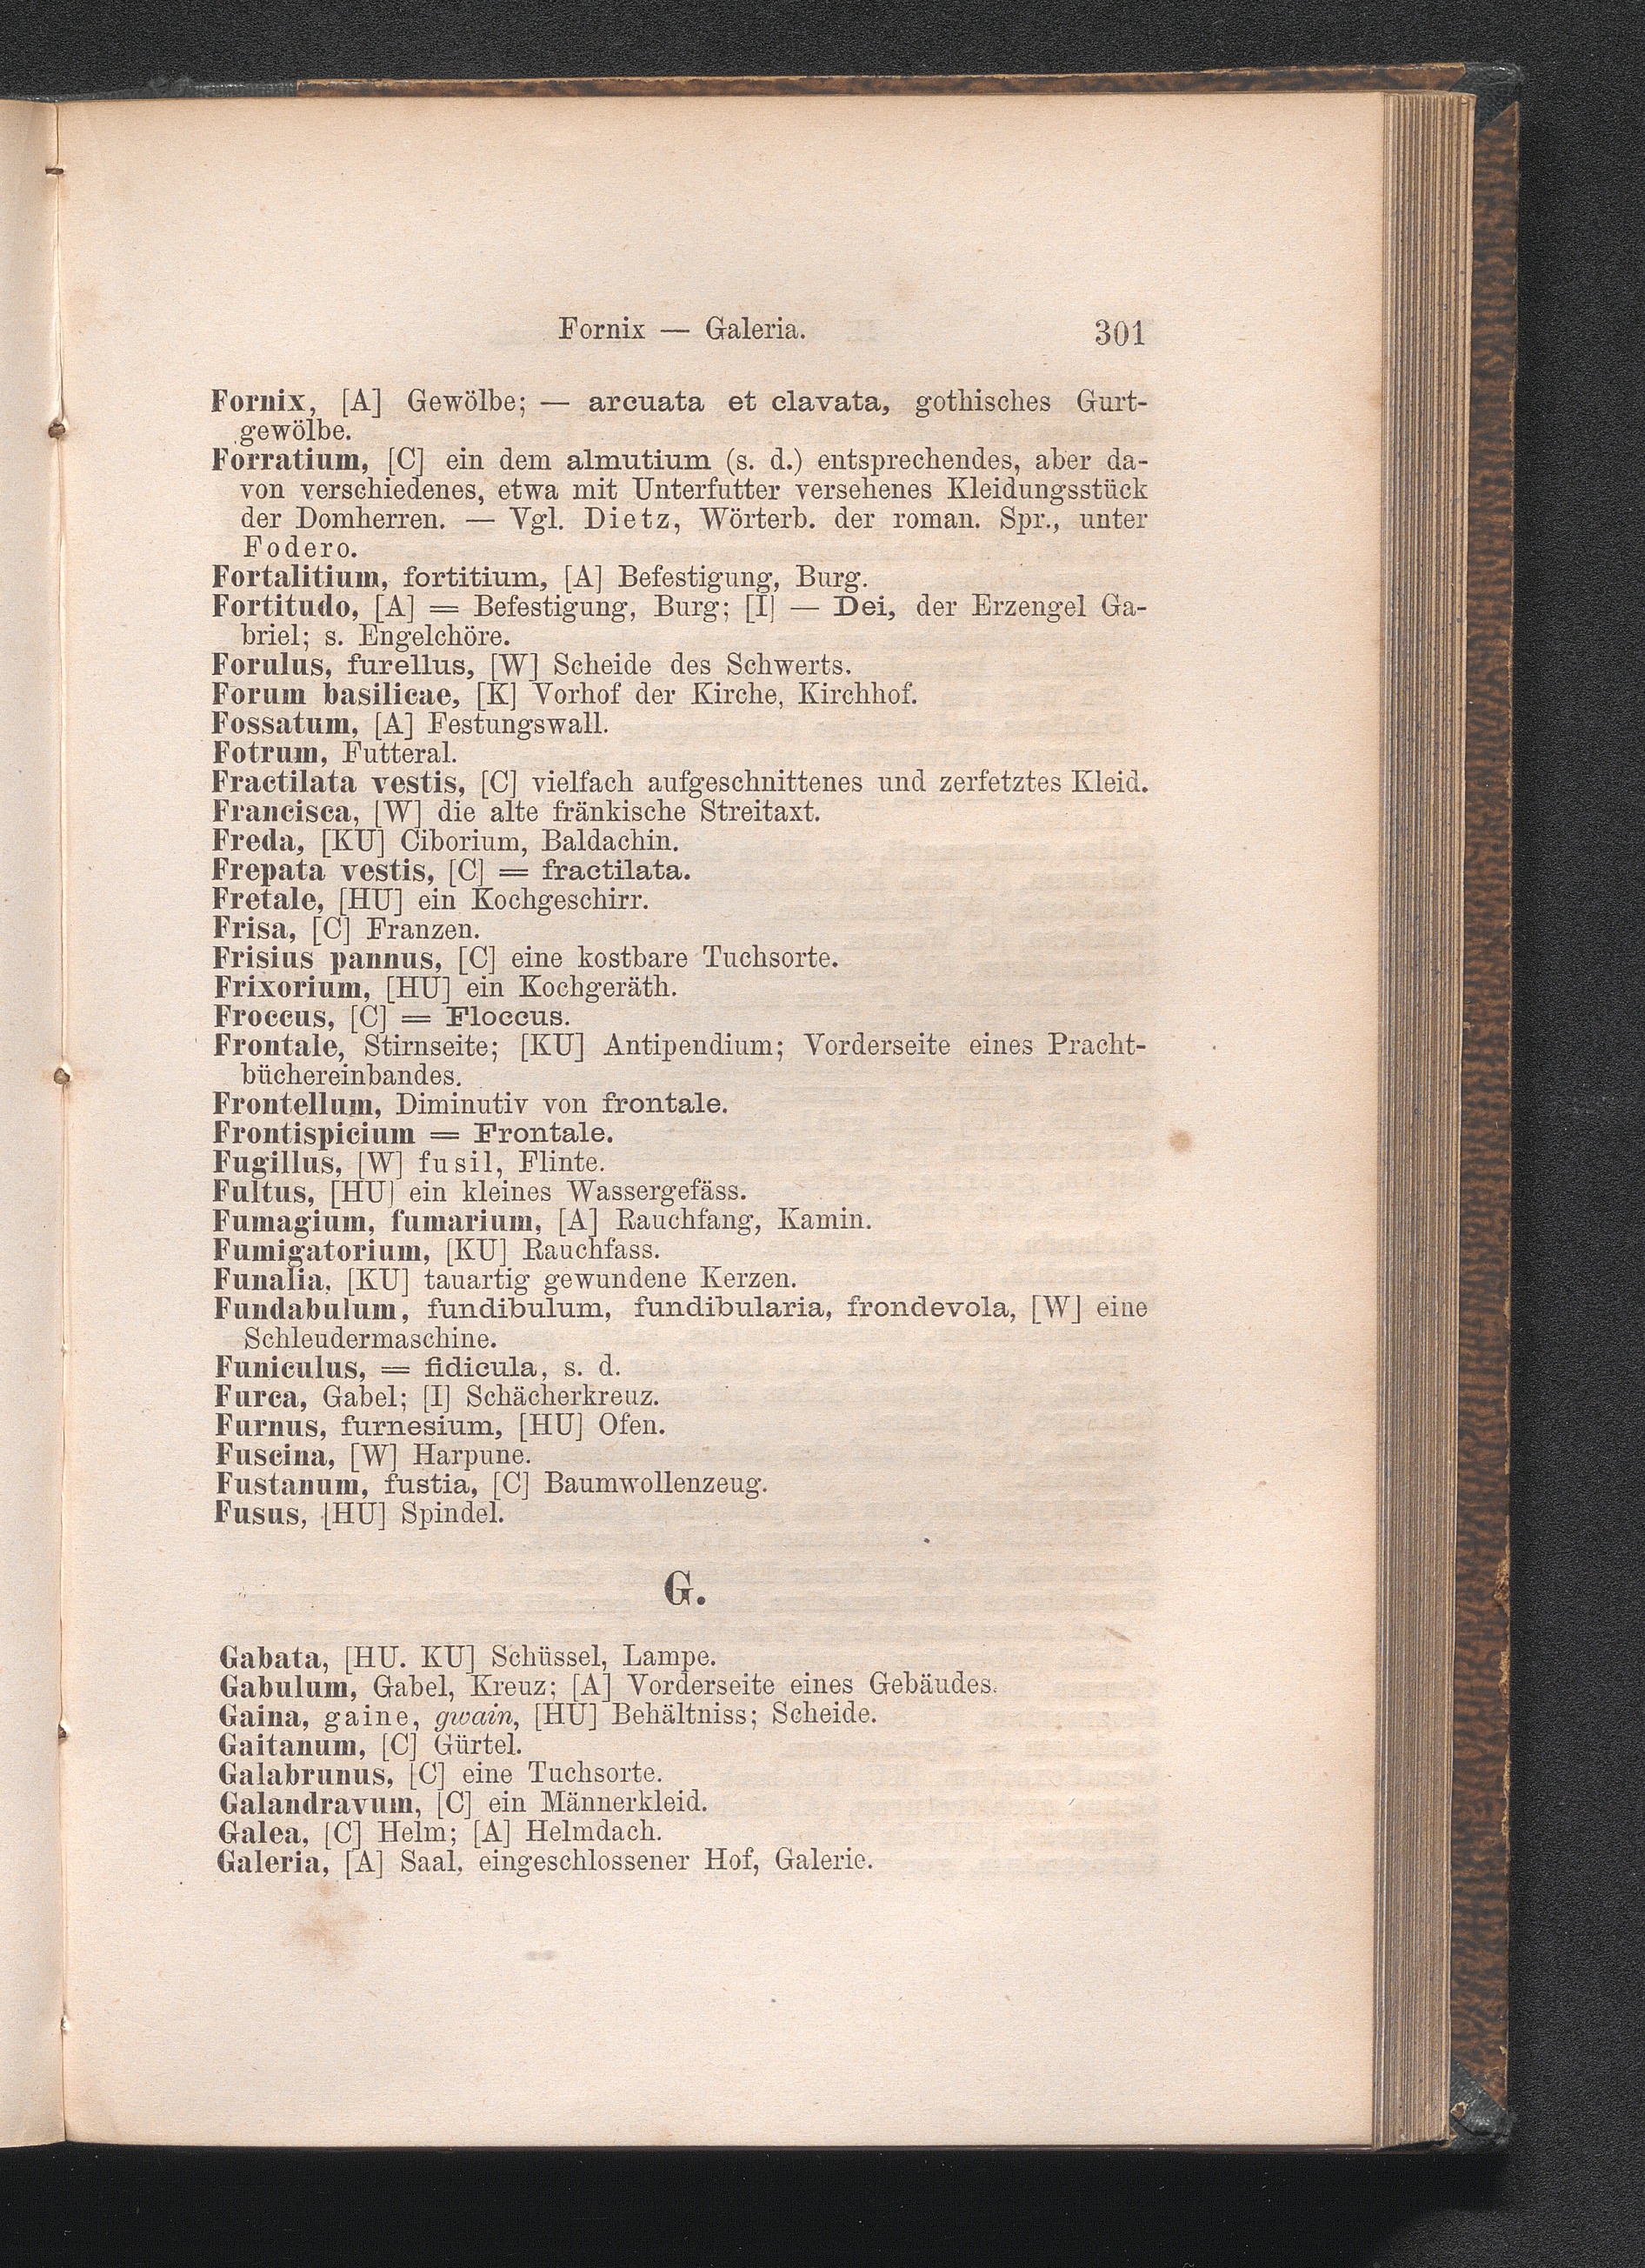 Fornix — Galeria. 301
Fornix, [A] Gewölbe; — arcuata et clavata, gothisches Gurt-
gewölbe.
Forratium, [C] ein dem almutium (s. d.) entsprechendes, aber da-
von verschiedenes, etwa mit Unterfutter versehenes Kleidungsstück
der Domherren. — Vgl. Dietz, Wörterb. der roman. Spr., unter
Fodero.
Fortalitium, fortitium, [A] Befestigung, Burg.
Fortitudo, [A] = Befestigung, Burg; [I] — Dei, der Erzengel Ga-
briel; s. Engelchöre.
Forulus, furellus, [W] Scheide des Schwerts.
Forum basilicae, [K] Vorhof der Kirche, Kirchhof.
Fossatum, [A] Festungswall.
Fotrum, Futteral.
Fractilata vestis, [C] vielfach aufgeschnittenes und zerfetztes Kleid.
Francisca, [W] die alte fränkische Streitaxt.
Freda, [KU] Ciborium, Baldachin.
Frepata vestis, [C] = fractilata.
Fretale, [HU] ein Kochgeschirr.
Frisa, [C] Franzen.
Frisius pannus, [C] eine kostbare Tuchsorte.
Frixorium, [HU] ein Kochgeräth.
Froccus, [C] = Floccus.
Frontale, Stirnseite; [KU] Antipendium; Vorderseite eines Pracht-
büchereinbandes.
Frontellum, Diminutiv von frontale.
Frontispicium = Frontale.
Fugillus, [W] fusil, Flinte.
Fultus, [HU] ein kleines Wassergefäss.
Fumagium, fumarium, [A] Rauchfang, Kamin.
Fumigatorium, [KU] Rauchfass.
Funalia, [KU] tauartig gewundene Kerzen.
Fundabulum, fundibulum, fundibularia, frondevola, [W] eine
Schleudermaschine.
Funiculus, = fidicula, s. d.
Furca, Gabel; [I] Schächerkreuz.
Furnus, furnesium, [HU] Ofen.
Fuscina, [W] Harpune.
Fustanum, fustia, [C] Baumwollenzeug.
Fusus, [HU] Spindel.
G.
Gabata, [HU. KU] Schüssel, Lampe.
Gabulum, Gabel, Kreuz; [A] Vorderseite eines Gebäudes.
Gaina, gaine, gwain, [HU] Behältniss; Scheide.
Gaitanum, [C] Gürtel.
Galabrunus, [C] eine Tuchsorte.
Galandravum, [C] ein Männerkleid.
Galea, [C] Helm; [A] Helmdach.
Galeria, [A] Saal, eingeschlossener Hof, Galerie.